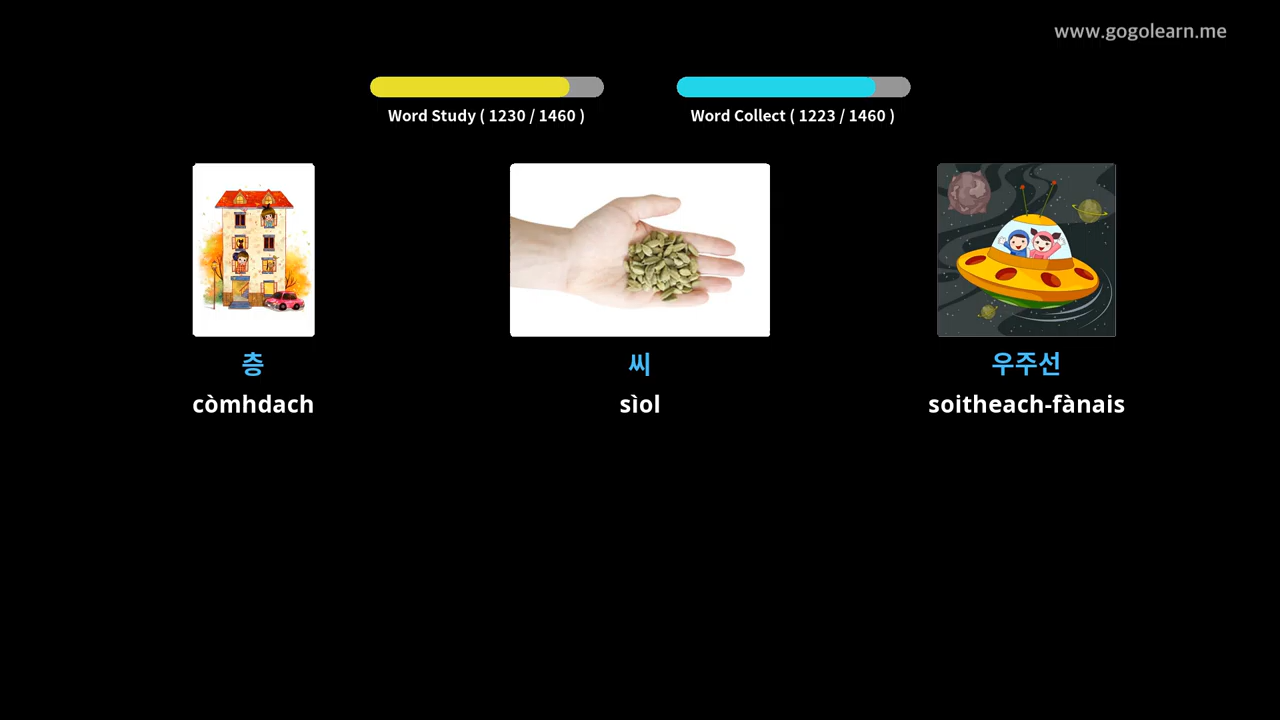 www.gogolearn.me
Word Study ( 1230 / 1460 )
Word Collect ( 1223 / 1460 )
층
còmhdach
씨
sìol
우주선
soitheach-fànais